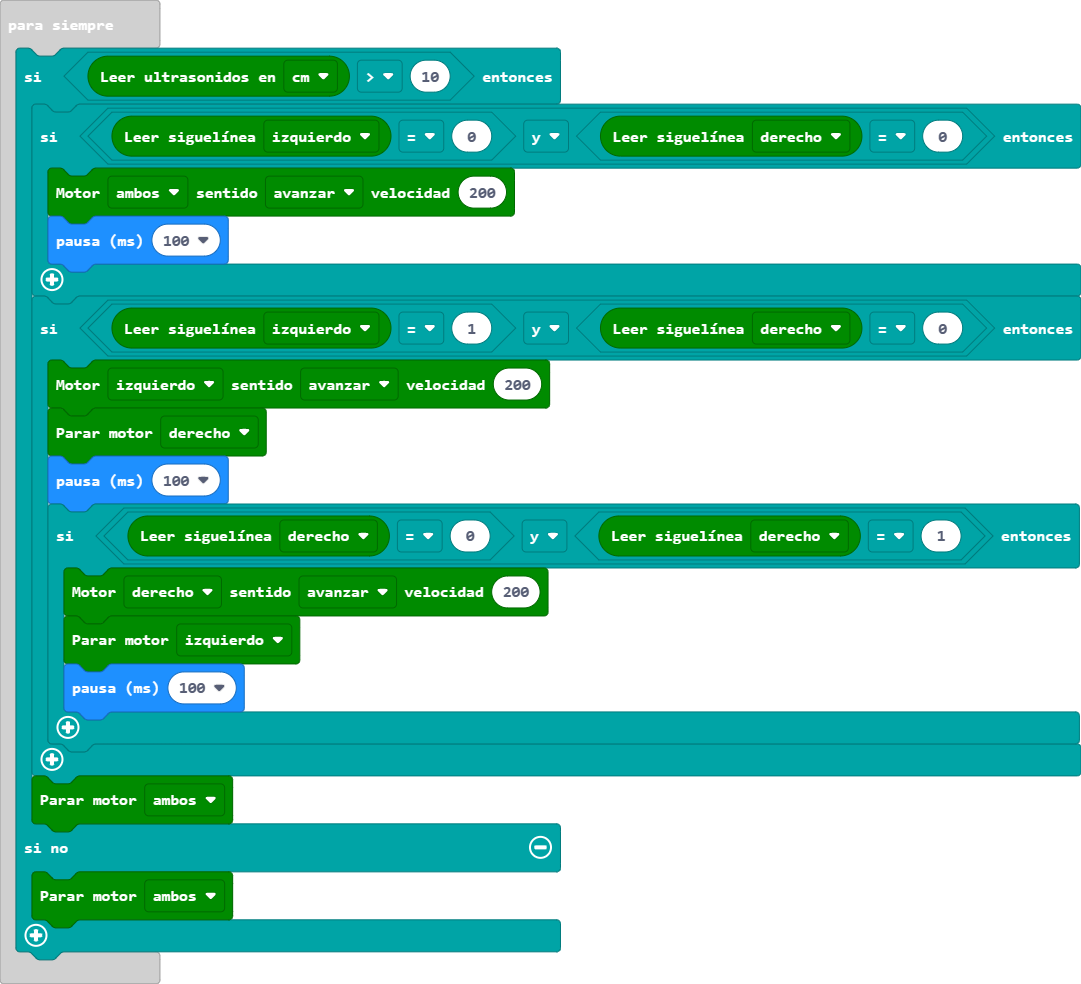 para siempre
si Leer ultrasonidos en cm > 10 entonces
si Leer siguelínea izquierdo = 0 y Leer siguelínea derecho = 0 entonces
Motor ambos sentido avanzar velocidad 200
pausa (ms) 100
si Leer siguelínea izquierdo = 1 y Leer siguelínea derecho = 0 entonces
Motor izquierdo sentido avanzar velocidad 200
Parar motor derecho
pausa (ms) 100
si Leer siguelínea derecho = 0 y Leer siguelínea derecho = 1 entonces
Motor derecho sentido avanzar velocidad 200
Parar motor izquierdo
pausa (ms) 100
Parar motor ambos
si no
Parar motor ambos